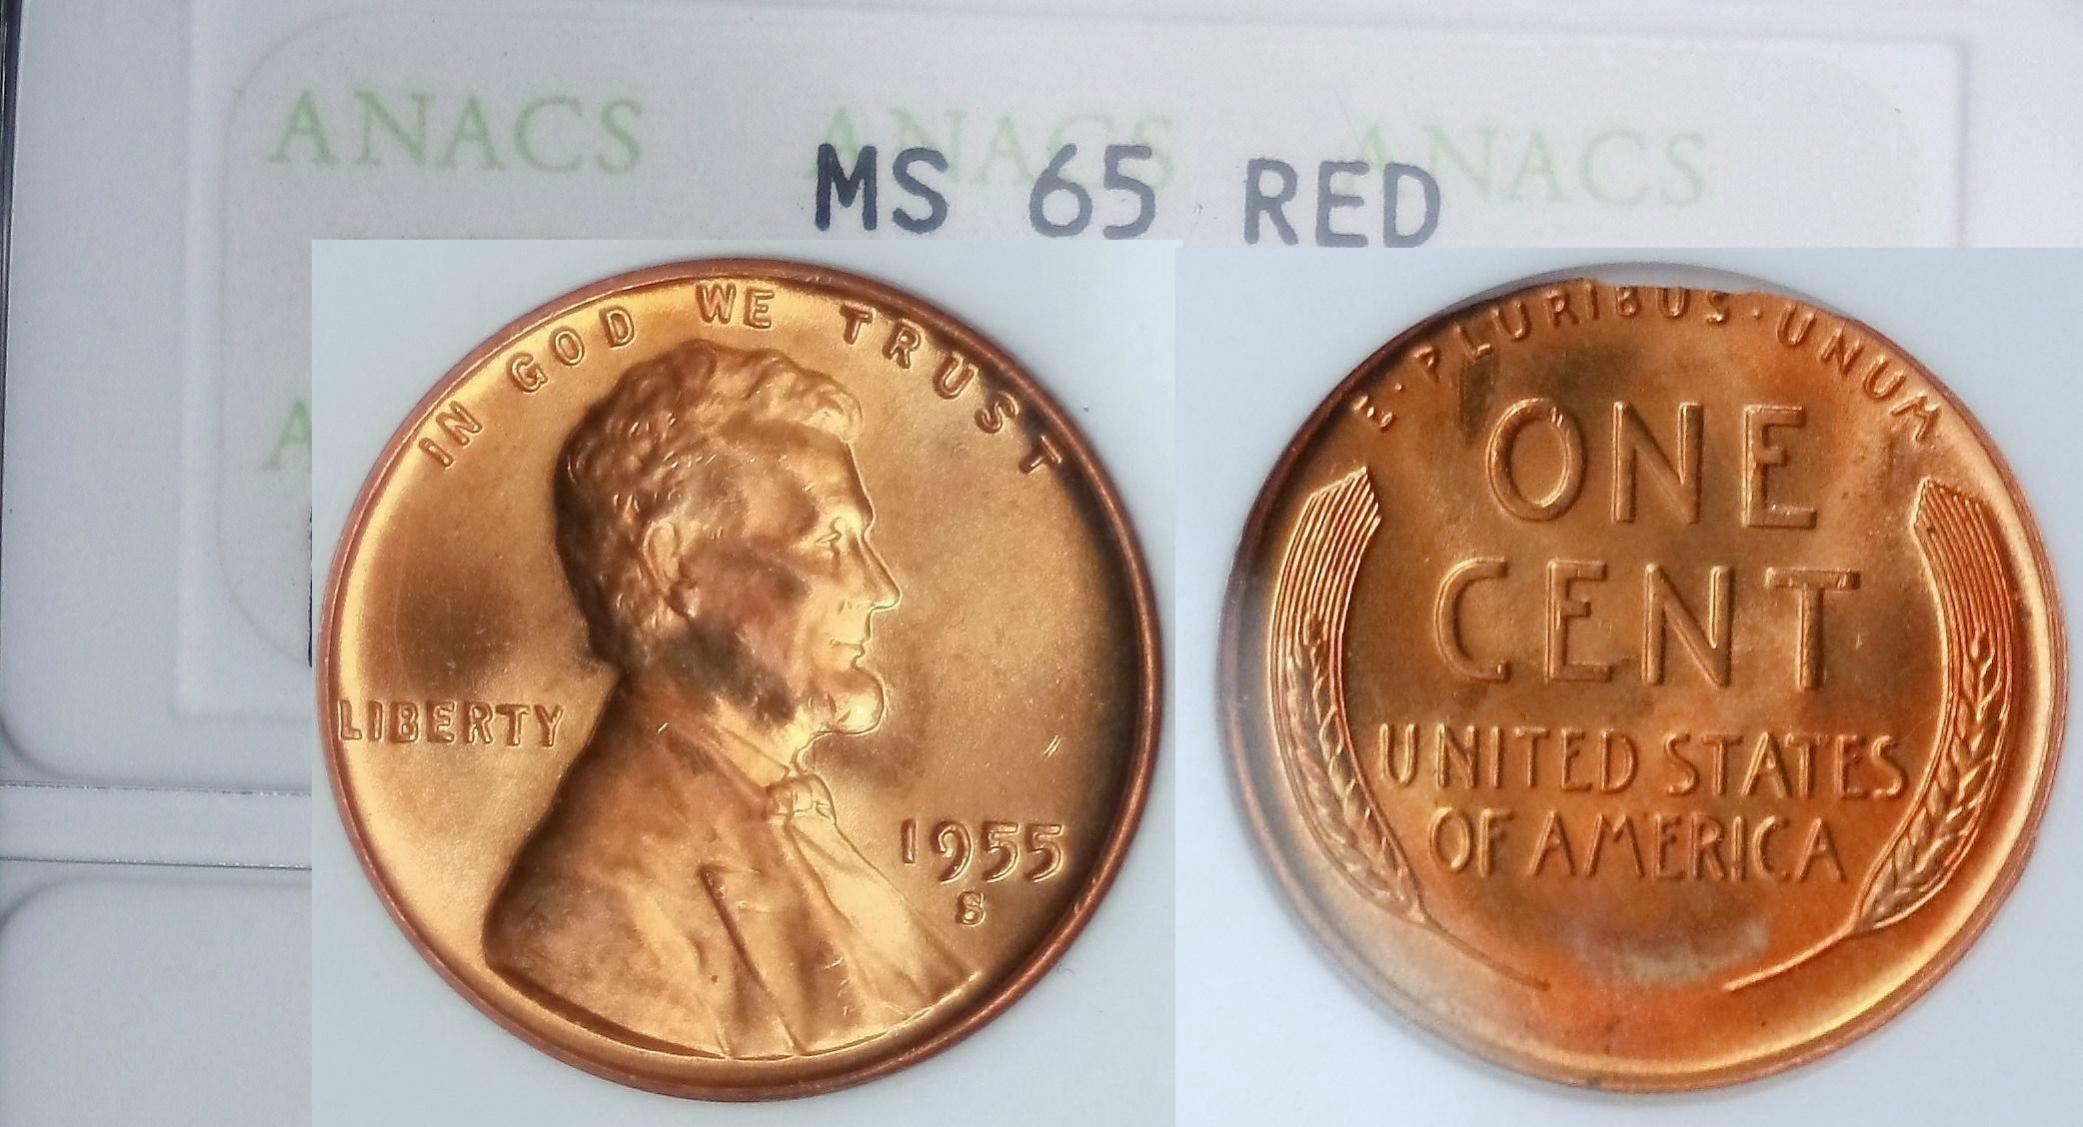 ANACS ANACS ANACS
MS 65 RED
A
IN GOD WE TRUST
LIBERTY
1955
S
E·PLURIBUS·UNUM
ONE
CENT
UNITED STATES
OF AMERICA